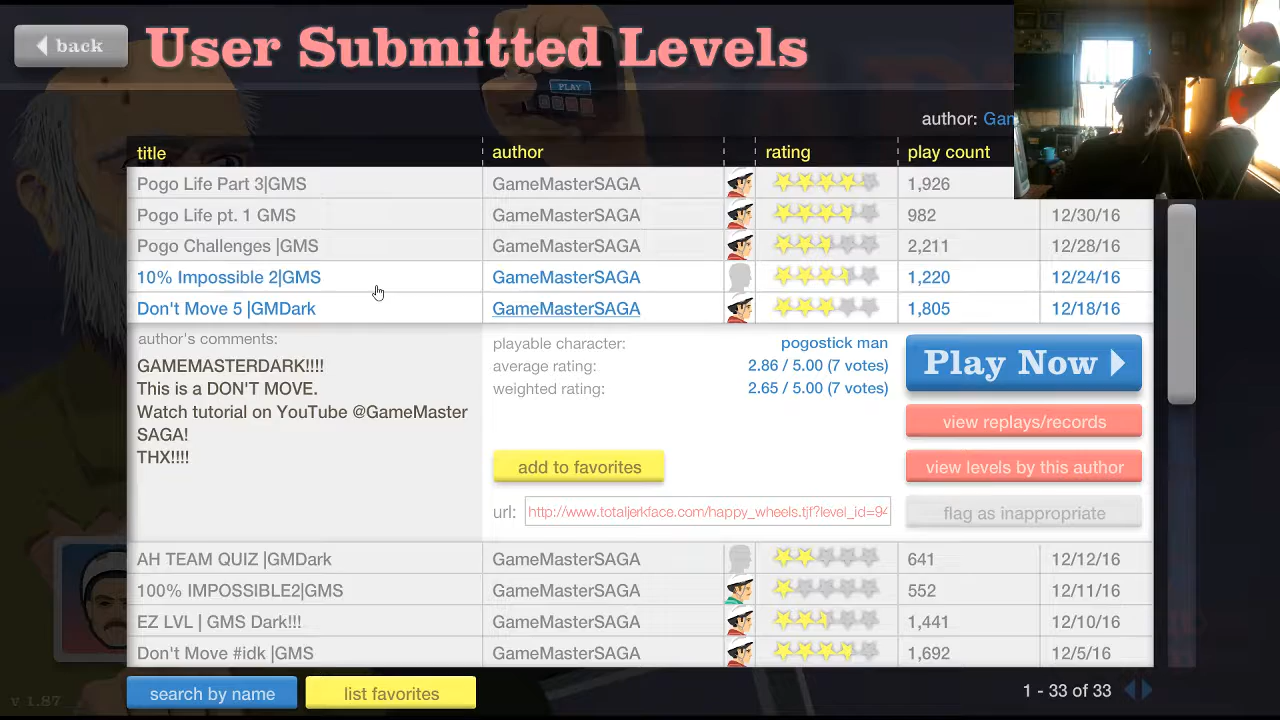 back
User Submitted Levels
PLAY
author: Gam
title author rating play count
Pogo Life Part 3|GMS GameMasterSAGA 1,926
Pogo Life pt. 1 GMS GameMasterSAGA 982 12/30/16
Pogo Challenges |GMS GameMasterSAGA 2,211 12/28/16
10% Impossible 2|GMS GameMasterSAGA 1,220 12/24/16
Don't Move 5 |GMDark GameMasterSAGA 1,805 12/18/16
author's comments:
GAMEMASTERDARK!!!!
This is a DON'T MOVE.
Watch tutorial on YouTube @GameMaster
SAGA!
THX!!!!
playable character: pogostick man
average rating: 2.86 / 5.00 (7 votes)
weighted rating: 2.65 / 5.00 (7 votes)
add to favorites
url: http://www.totaljerkface.com/happy_wheels.tjf?level_id=94
Play Now
view replays/records
view levels by this author
flag as inappropriate
AH TEAM QUIZ |GMDark GameMasterSAGA 641 12/12/16
100% IMPOSSIBLE2|GMS GameMasterSAGA 552 12/11/16
EZ LVL | GMS Dark!!! GameMasterSAGA 1,441 12/10/16
Don't Move #idk |GMS GameMasterSAGA 1,692 12/5/16
v 1.87
search by name
list favorites
1 - 33 of 33